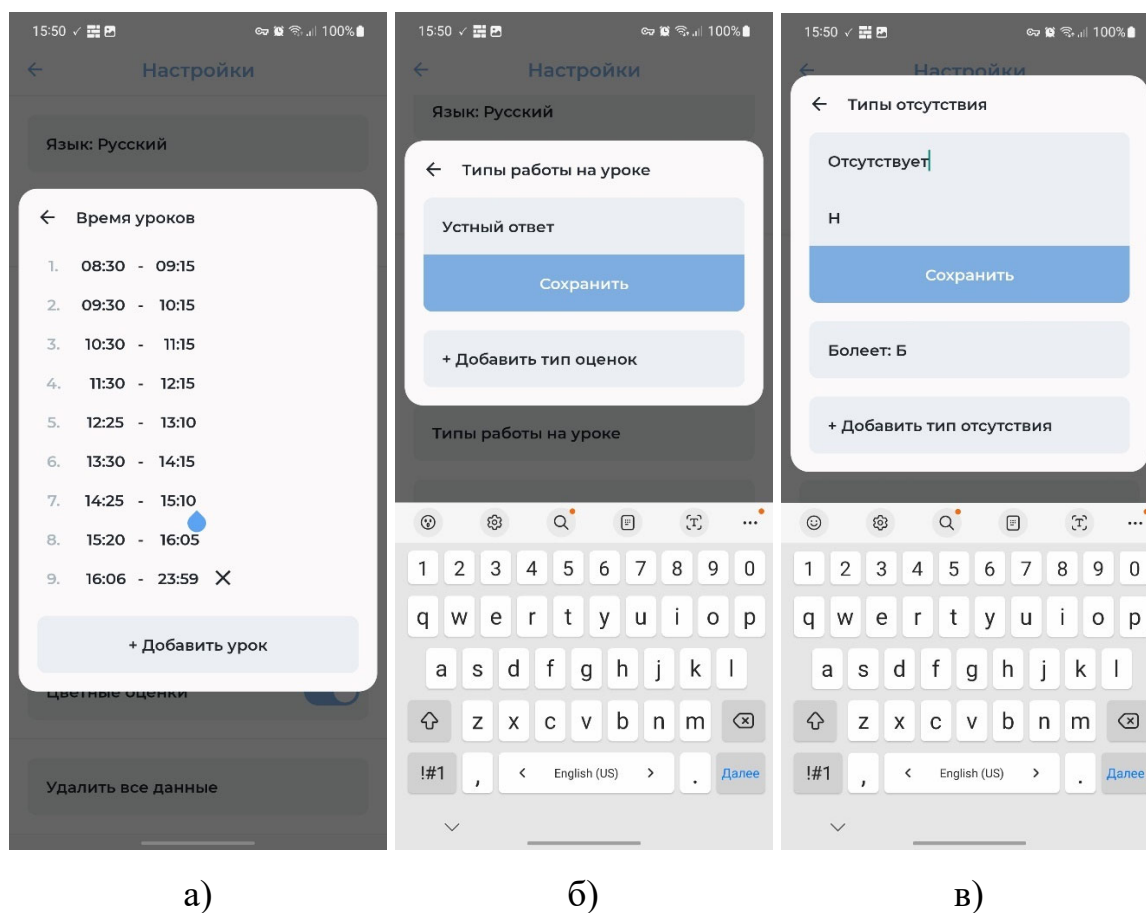 15:50 100%
Настройки
Язык: Русский
Время уроков
1. 08:30 - 09:15
2. 09:30 - 10:15
3. 10:30 - 11:15
4. 11:30 - 12:15
5. 12:25 - 13:10
6. 13:30 - 14:15
7. 14:25 - 15:10
8. 15:20 - 16:05
9. 16:06 - 23:59
+ Добавить урок
Цветные оценки
Удалить все данные
а)
15:50 100%
Настройки
Язык: Русский
Типы работы на уроке
Устный ответ
Сохранить
+ Добавить тип оценок
Типы работы на уроке
1 2 3 4 5 6 7 8 9 0
q w e r t y u i o p
a s d f g h j k l
z x c v b n m
!#1 , < English (US) > . Далее
б)
15:50 100%
Настройки
Типы отсутствия
Отсутствует
Н
Сохранить
Болеет: Б
+ Добавить тип отсутствия
1 2 3 4 5 6 7 8 9 0
q w e r t y u i o p
a s d f g h j k l
z x c v b n m
!#1 , < English (US) > . Далее
в)